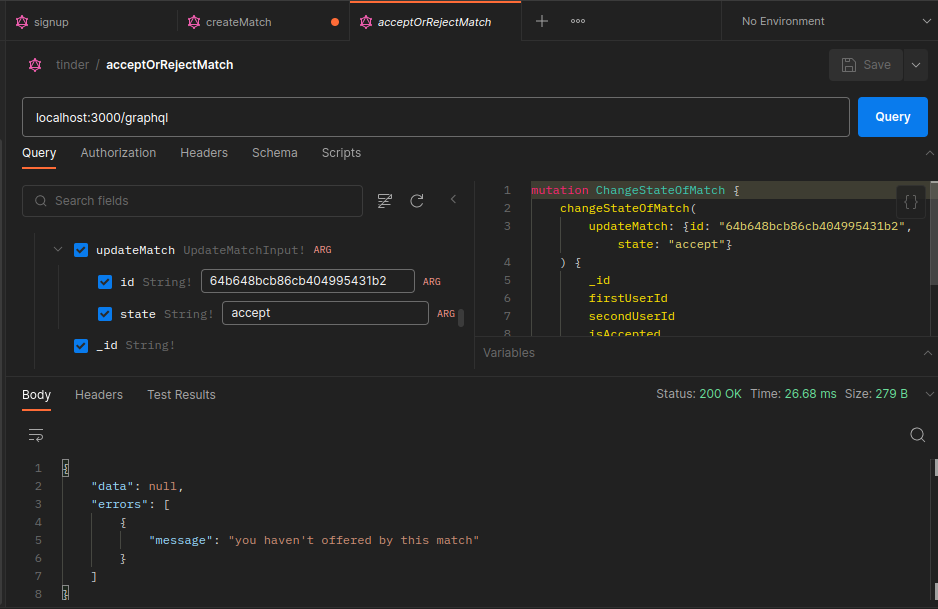 signup
createMatch
acceptOrRejectMatch
No Environment
tinder / acceptOrRejectMatch
Save
localhost:3000/graphql
Query
Query Authorization Headers Schema Scripts
Search fields
updateMatch UpdateMatchInput! ARG
id String! 64b648bcb86cb404995431b2 ARG
state String! accept ARG
_id String!
1 mutation ChangeStateOfMatch {
2 changeStateOfMatch(
3 updateMatch: {id: "64b648bcb86cb404995431b2",
state: "accept"}
4 ) {
5 _id
6 firstUserId
7 secondUserId
8 isAccepted
{}
Variables
Body Headers Test Results
Status: 200 OK Time: 26.68 ms Size: 279 B
1 {
2 "data": null,
3 "errors": [
4 {
5 "message": "you haven't offered by this match"
6 }
7 ]
8 }